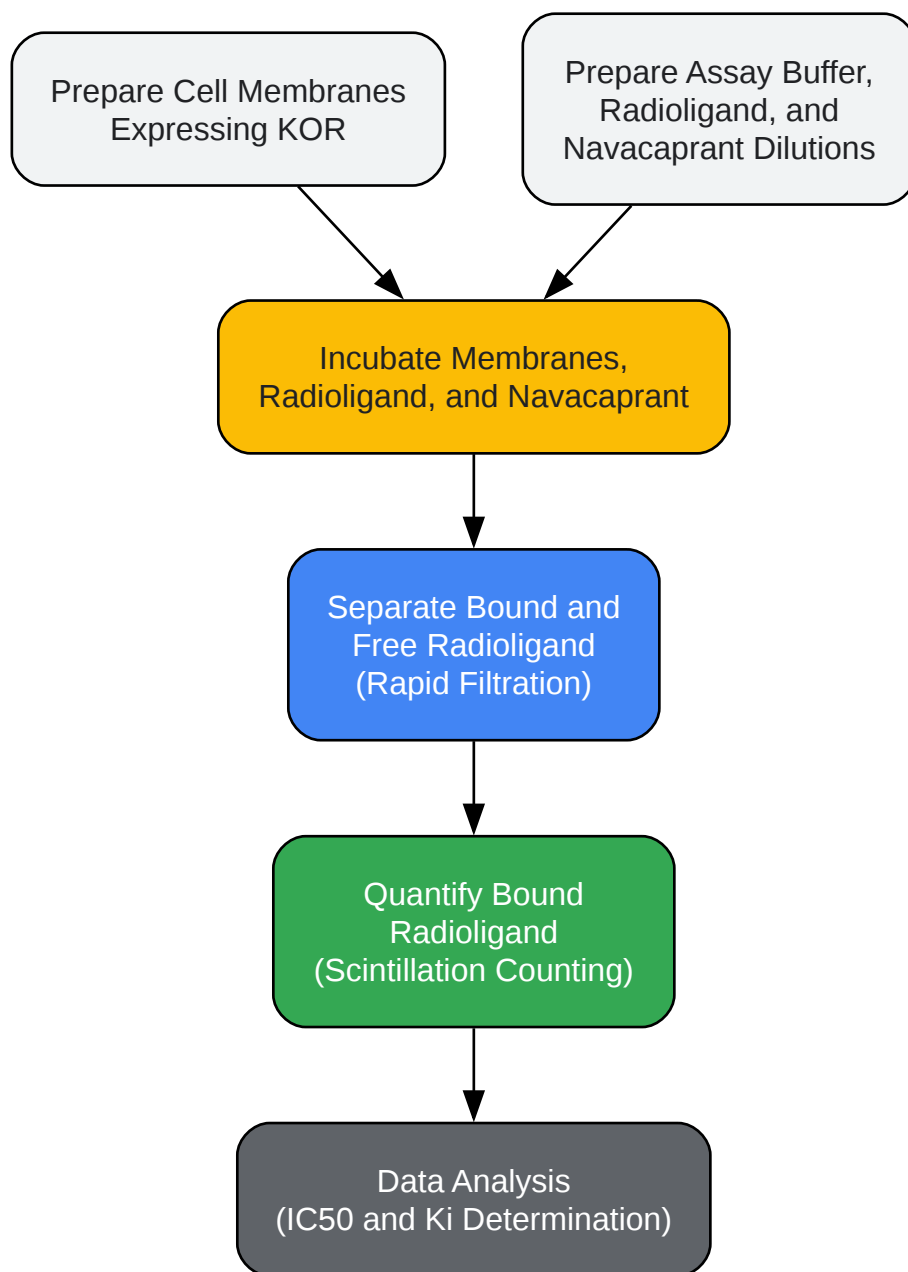 Prepare Cell Membranes
Expressing KOR
Prepare Assay Buffer,
Radioligand, and
Navacaprant Dilutions
Incubate Membranes,
Radioligand, and Navacaprant
Separate Bound and
Free Radioligand
(Rapid Filtration)
Quantify Bound
Radioligand
(Scintillation Counting)
Data Analysis
(IC50 and Ki Determination)